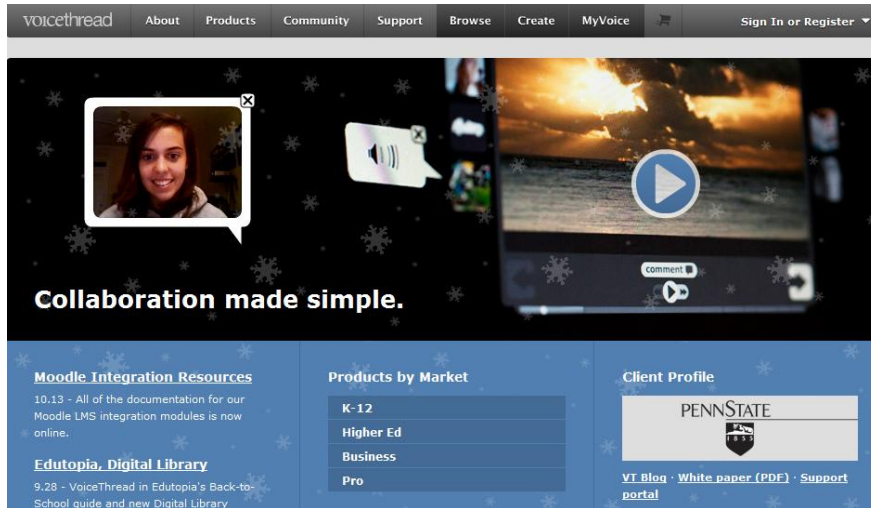 voicethread About Products Community Support Browse Create MyVoice Sign In or Register
comment
Collaboration made simple.
Moodle Integration Resources
10.13 - All of the documentation for our
Moodle LMS integration modules is now
online.
Edutopia, Digital Library
9.28 - VoiceThread in Edutopia's Back-to-
School guide and new Digital Library
Products by Market
K-12
Higher Ed
Business
Pro
Client Profile
PENNSTATE
1855
VT Blog · White paper (PDF) · Support
portal